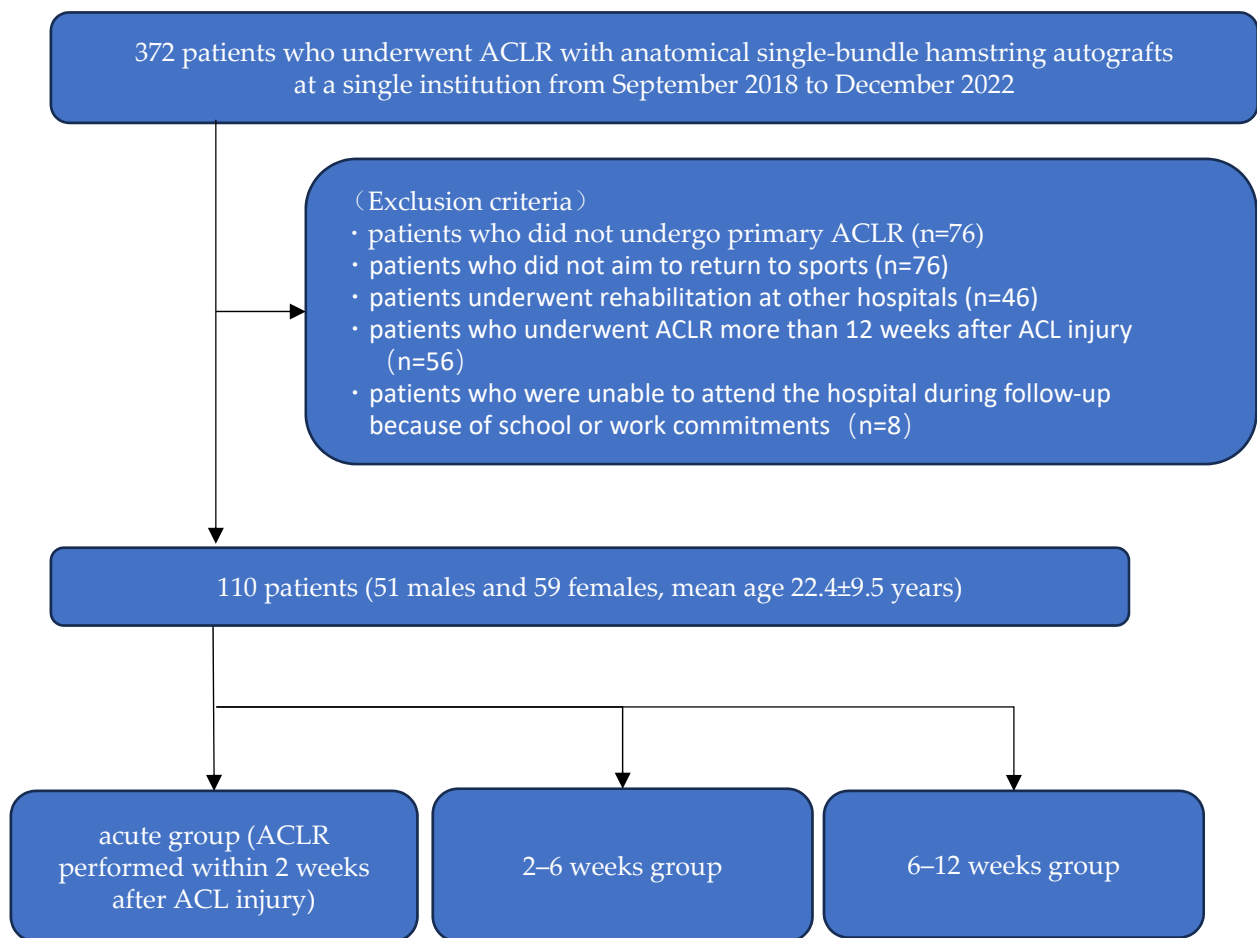 372 patients who underwent ACLR with anatomical single-bundle hamstring autografts
at a single institution from September 2018 to December 2022
（Exclusion criteria）
・patients who did not undergo primary ACLR (n=76)
・patients who did not aim to return to sports (n=76)
・patients underwent rehabilitation at other hospitals (n=46)
・patients who underwent ACLR more than 12 weeks after ACL injury
（n=56）
・patients who were unable to attend the hospital during follow-up
because of school or work commitments （n=8）
110 patients (51 males and 59 females, mean age 22.4±9.5 years)
acute group (ACLR
performed within 2 weeks
after ACL injury)
2–6 weeks group
6–12 weeks group